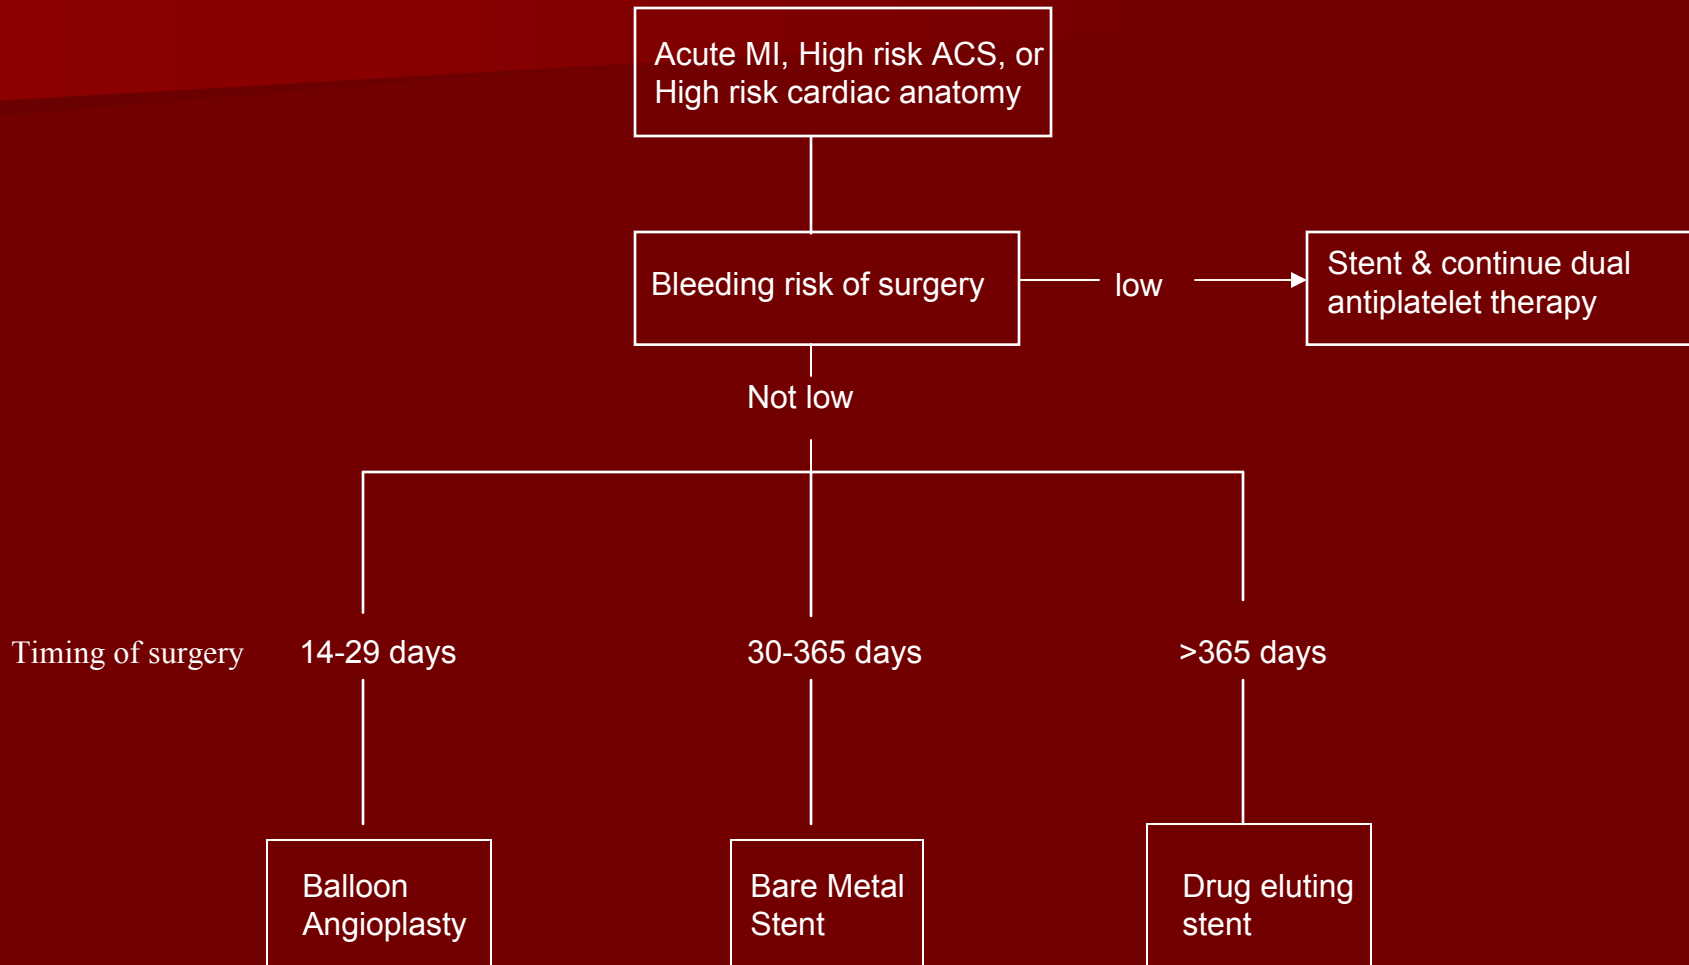 Acute MI, High risk ACS, or
High risk cardiac anatomy
Bleeding risk of surgery
low
Stent & continue dual
antiplatelet therapy
Not low
Timing of surgery
14-29 days
30-365 days
>365 days
Balloon
Angioplasty
Bare Metal
Stent
Drug eluting
stent